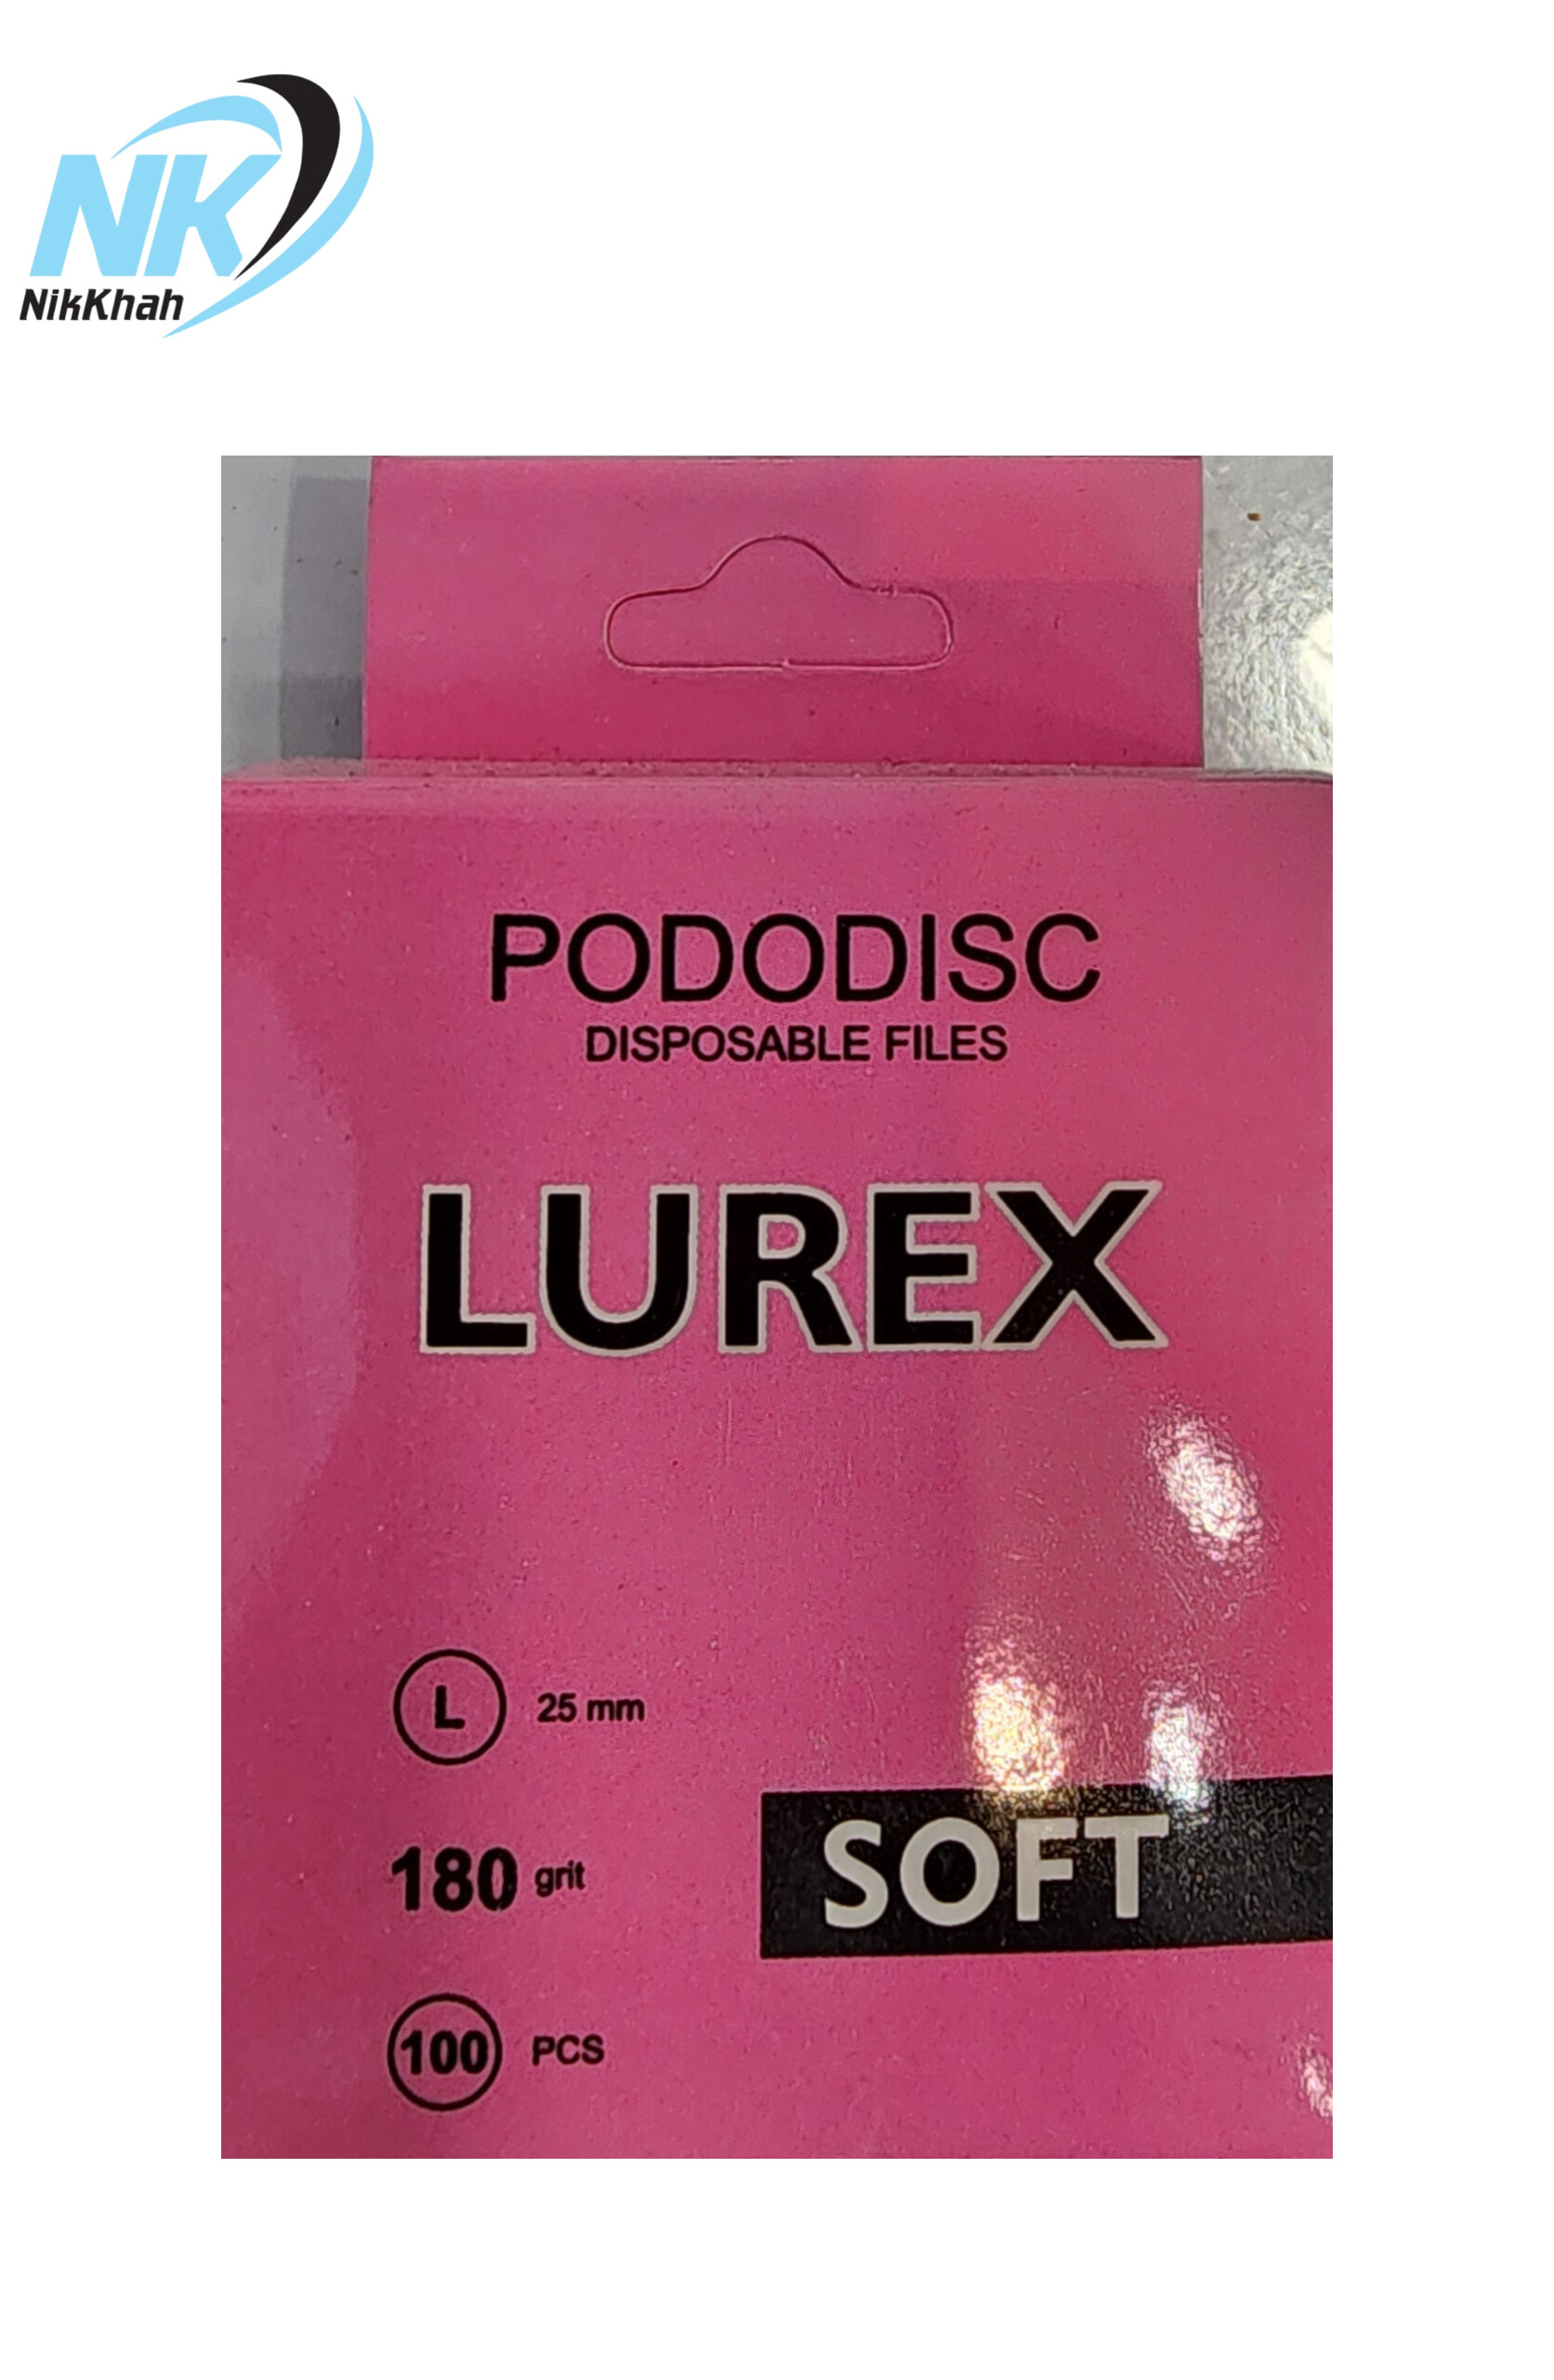 NK
NikKhah
PODODISC
DISPOSABLE FILES
LUREX
L 25 mm
180 grit
SOFT
100 PCS